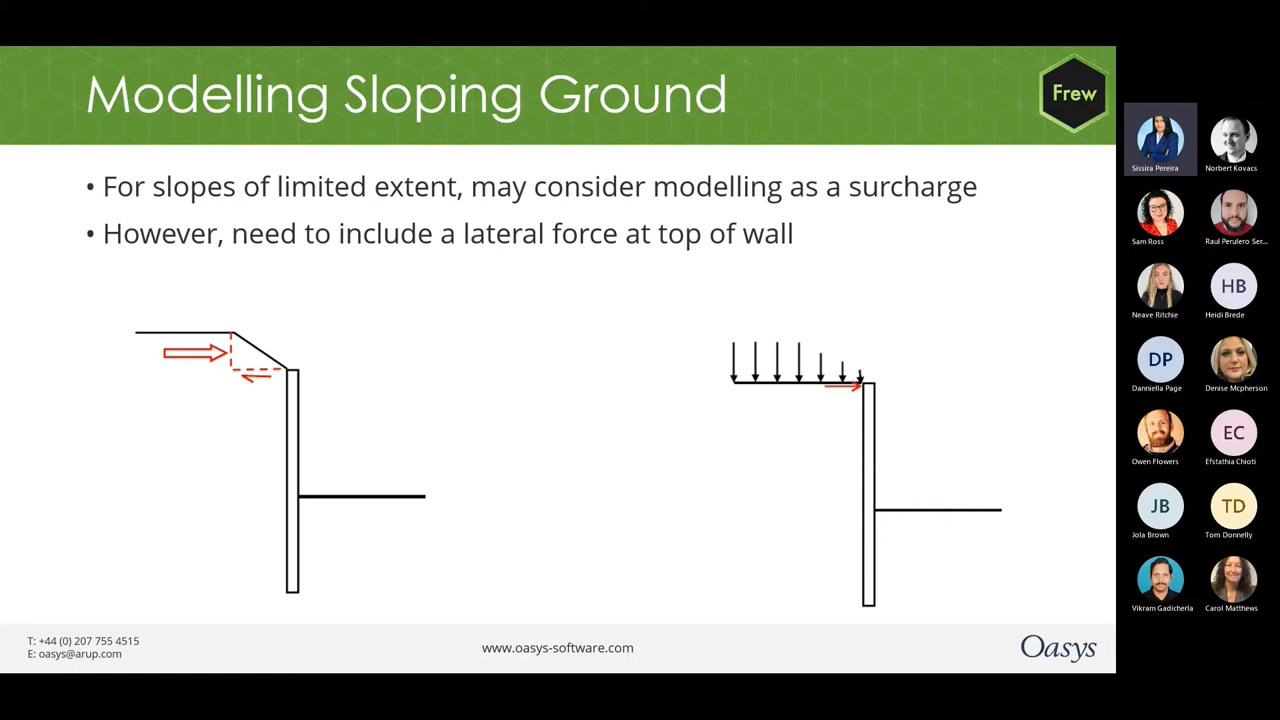 Modelling Sloping Ground
Frew
• For slopes of limited extent, may consider modelling as a surcharge
• However, need to include a lateral force at top of wall
T: +44 (0) 207 755 4515
E: oasys@arup.com
www.oasys-software.com
Oasys
Sissira Pereira
Norbert Kovacs
Sam Ross
Raul Perulero Ser...
Neave Ritchie
HB
Heidi Brede
DP
Danniella Page
Denise Mcpherson
Owen Flowers
EC
Efstathia Chioti
JB
Jola Brown
TD
Tom Donnelly
Vikram Gadicherla
Carol Matthews